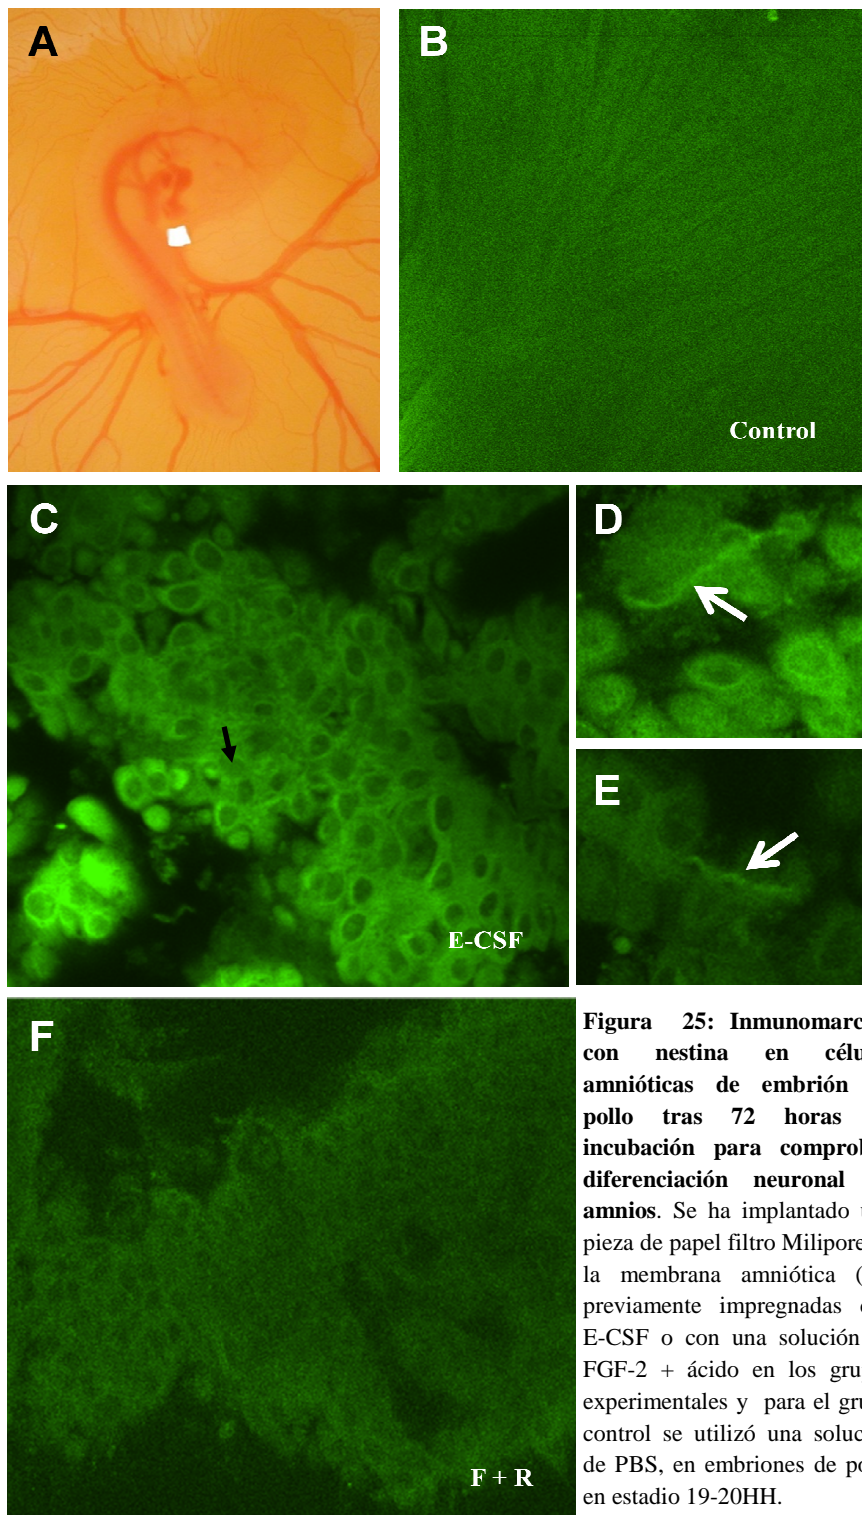 A
B
Control
C
E-CSF
D
E
F
F + R
Figura 25: Inmunomarc
con nestina en célu
amnióticas de embrión
pollo tras 72 horas
incubación para comprob
diferenciación neuronal
amnios. Se ha implantado
pieza de papel filtro Milipore
la membrana amniótica (
previamente impregnadas
E-CSF o con una solución
FGF-2 + ácido en los gru
experimentales y para el gru
control se utilizó una soluc
de PBS, en embriones de po
en estadio 19-20HH.